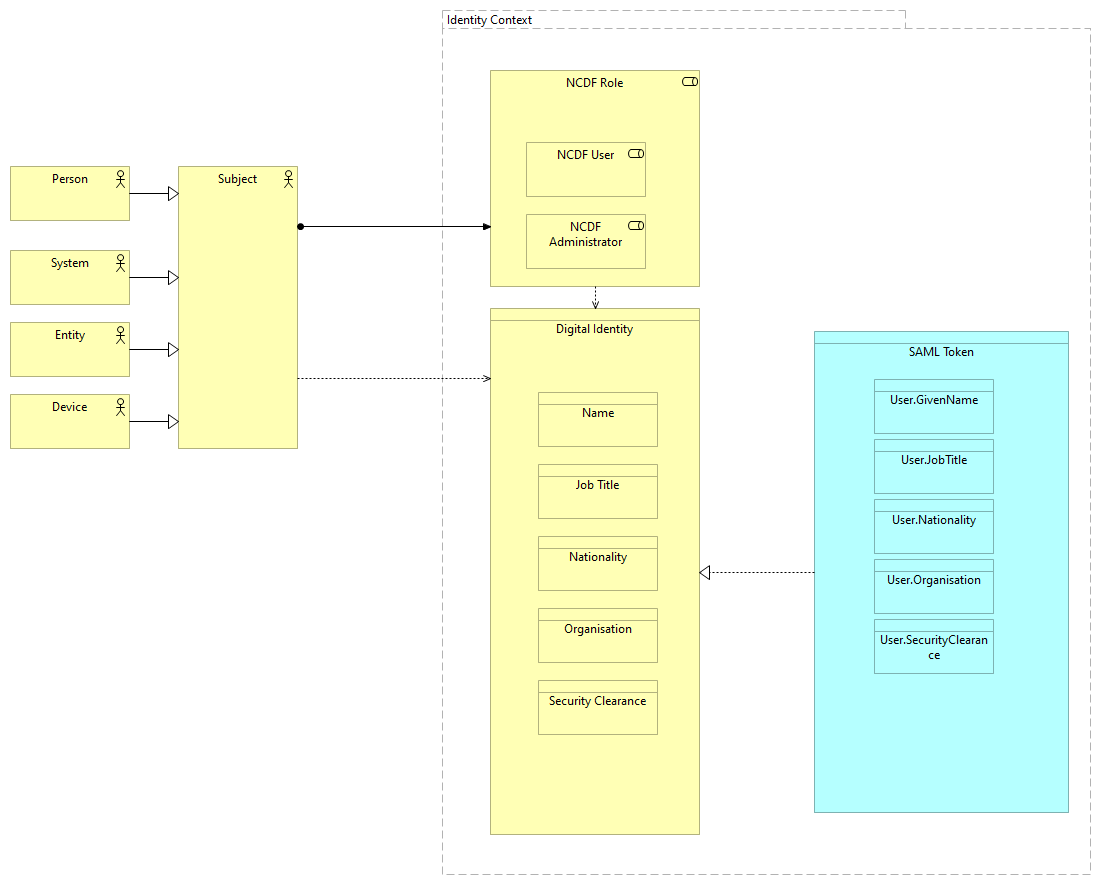 Identity Context
NCDF Role
NCDF User
NCDF
Administrator
Person
System
Entity
Device
Subject
Digital Identity
Name
Job Title
Nationality
Organisation
Security Clearance
SAML Token
User.GivenName
User.JobTitle
User.Nationality
User.Organisation
User.SecurityClearan
ce